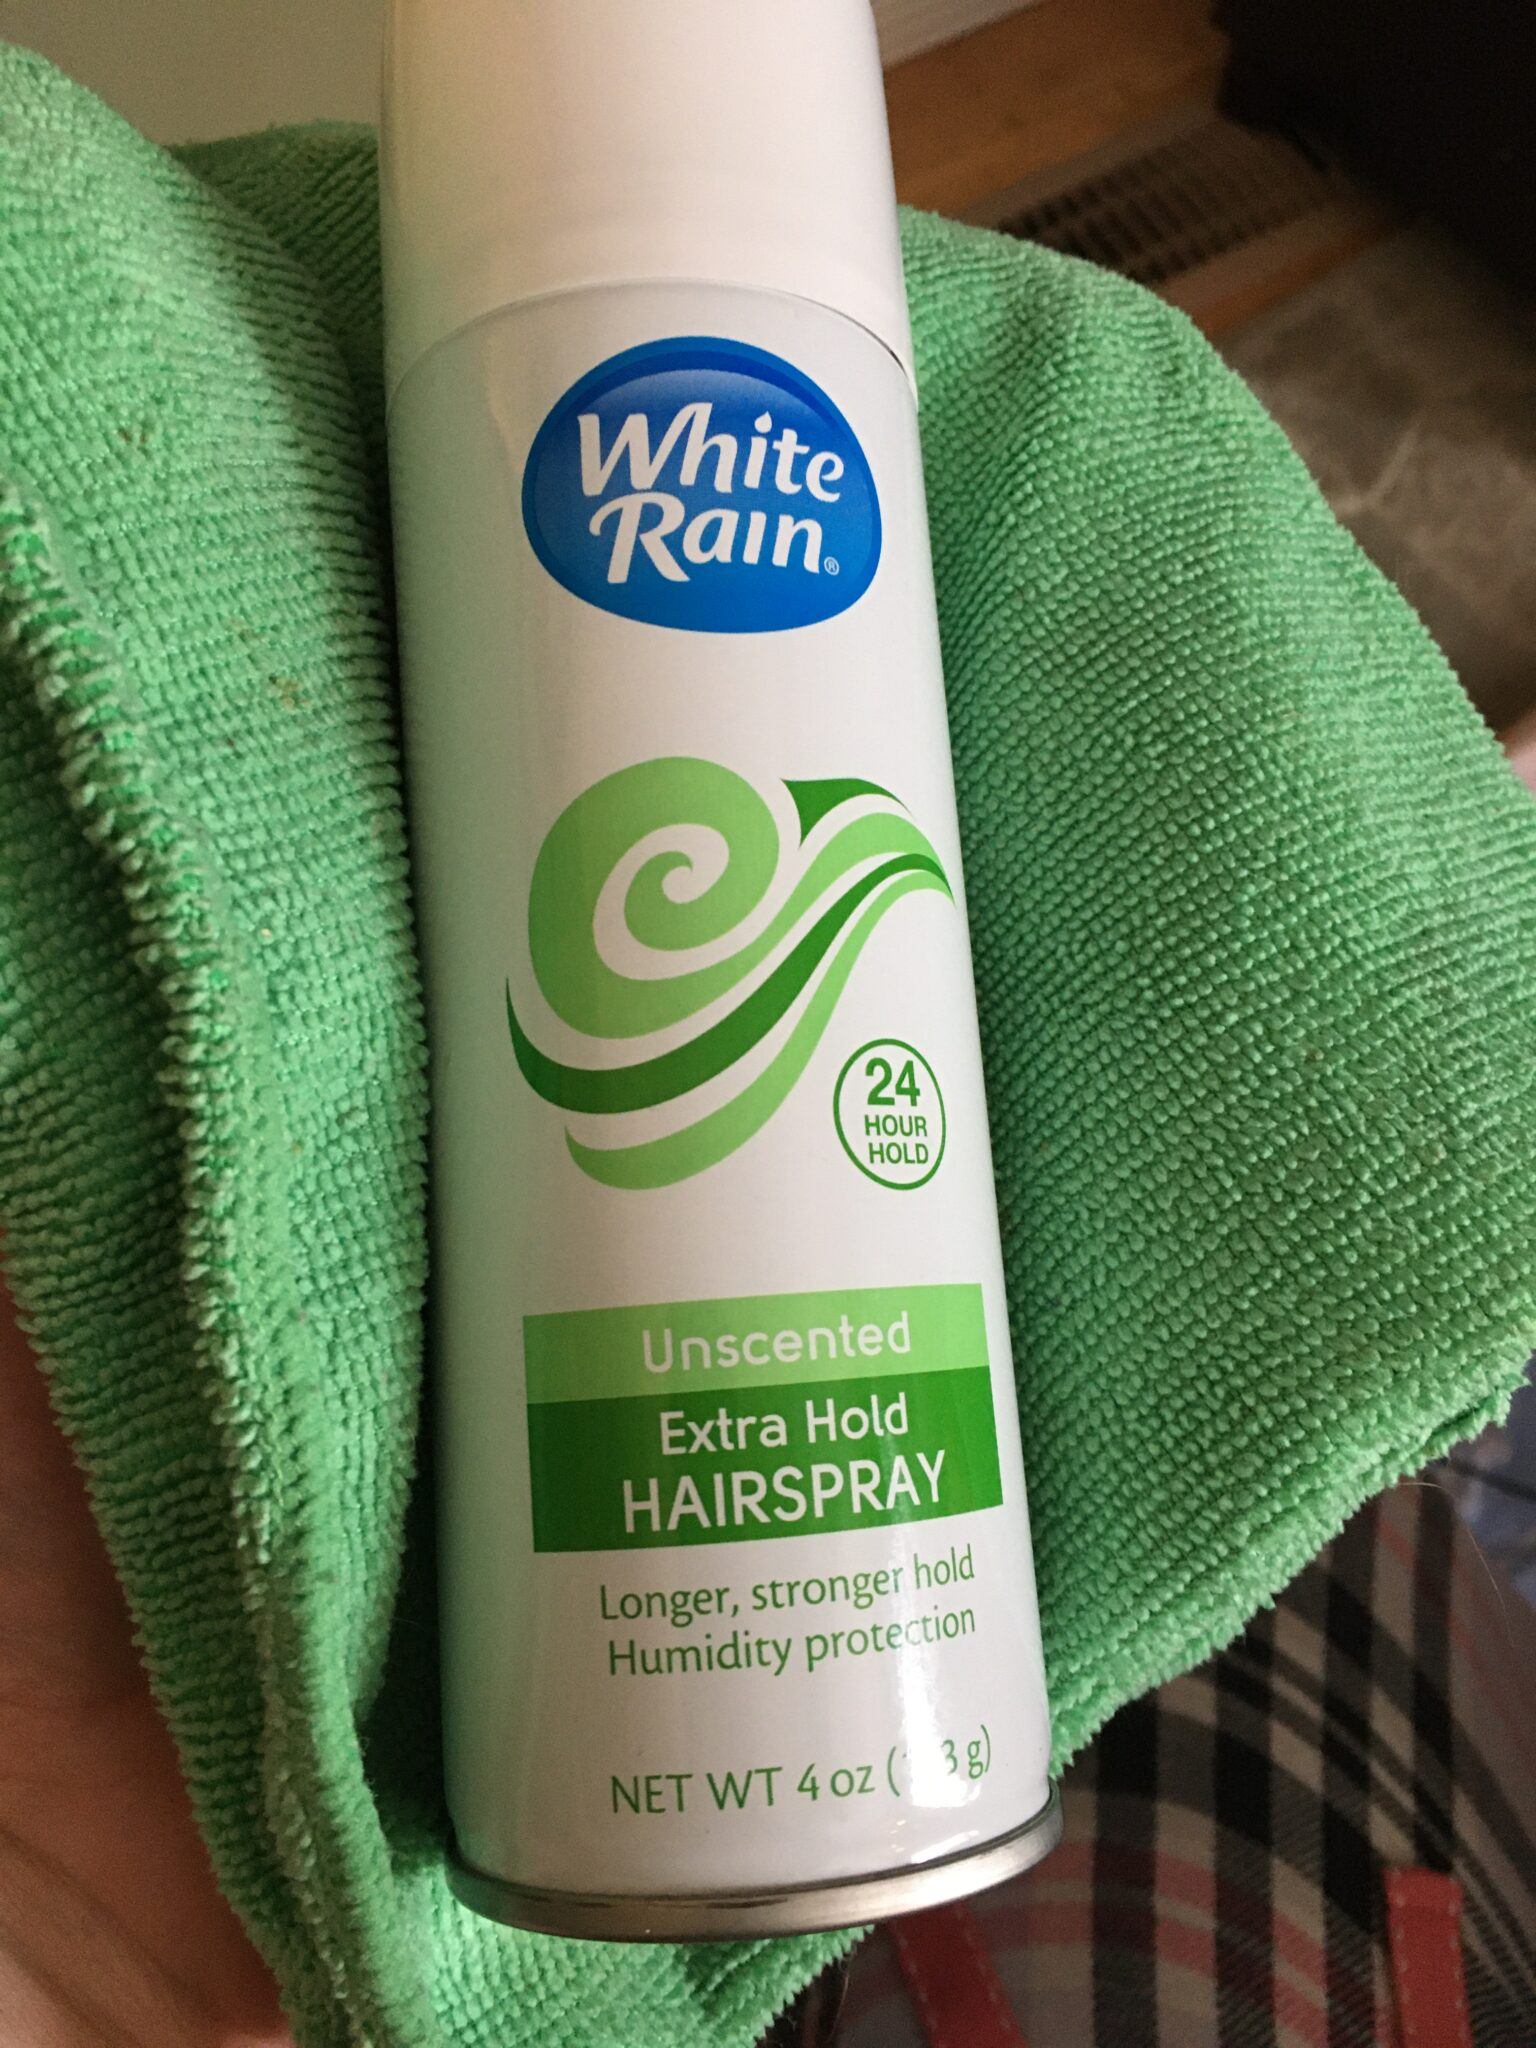 White
Rain®
24
HOUR
HOLD
Unscented
Extra Hold
HAIRSPRAY
Longer, stronger hold
Humidity protection
NET WT 4 oz ( g)